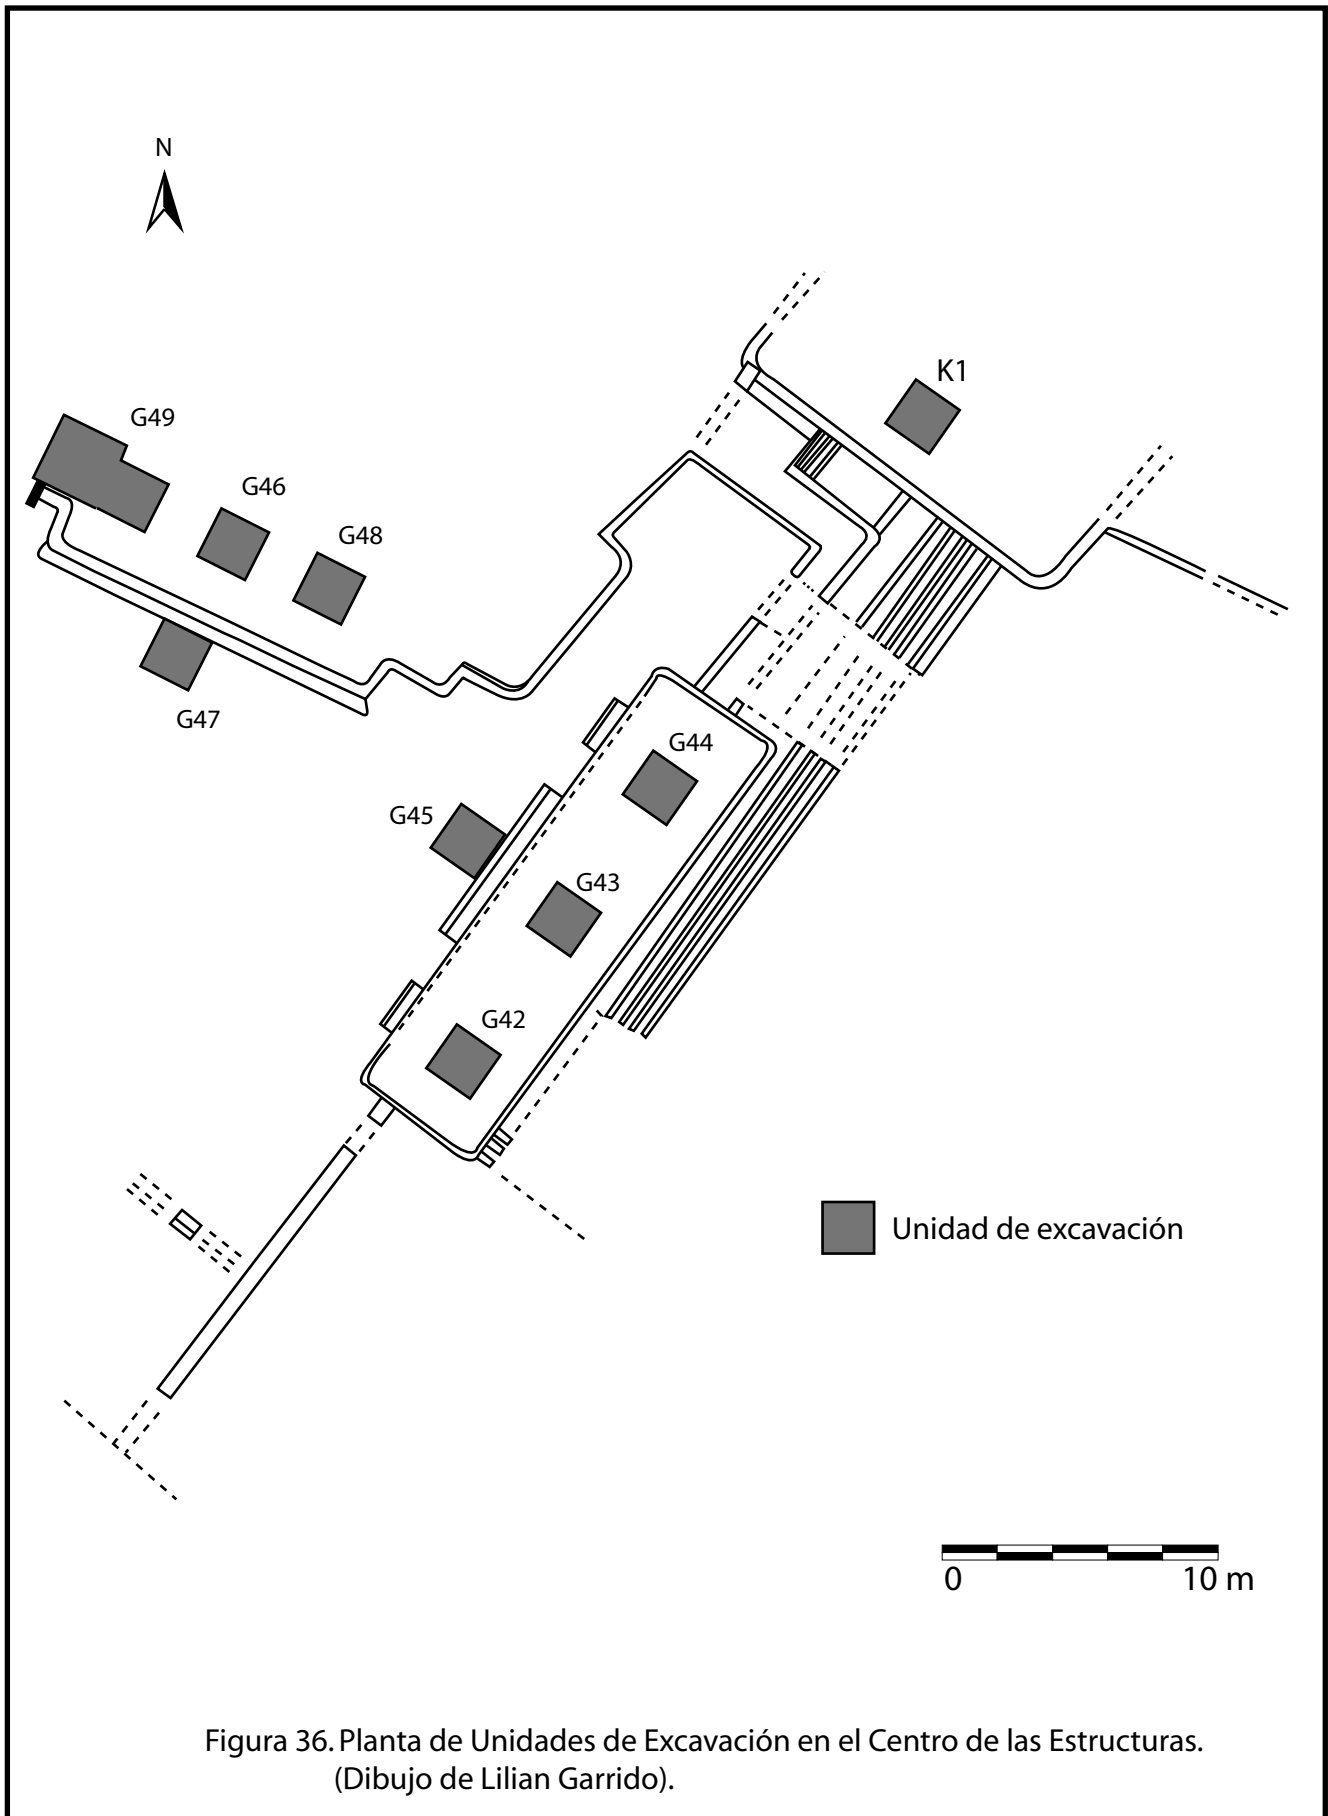 N
K1
G49
G46
G48
G47
G44
G45
G43
G42
Unidad de excavación
0 10 m
Figura 36. Planta de Unidades de Excavación en el Centro de las Estructuras.
(Dibujo de Lilian Garrido).